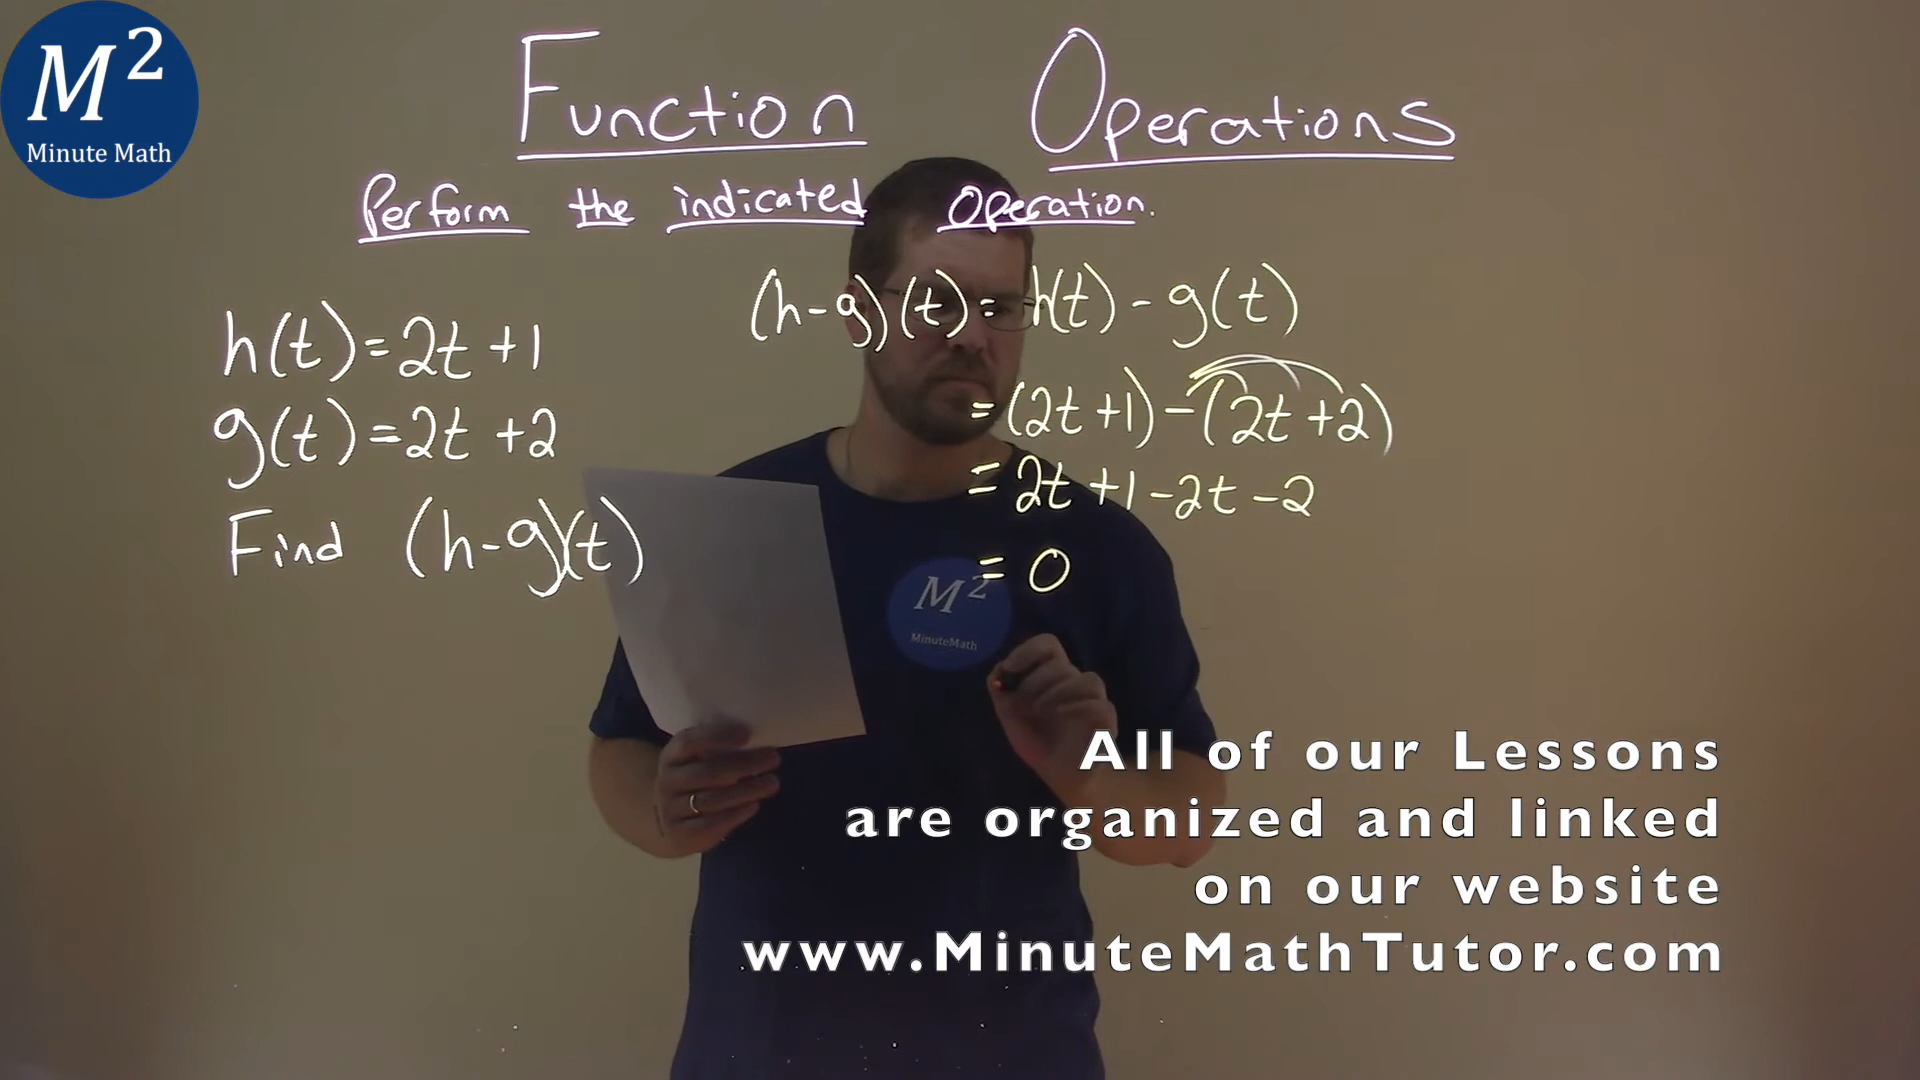 M²
Minute Math
Function Operations
Perform the indicated operation.
h(t)=2t+1
g(t)=2t+2
Find (h-g)(t)
(h-g)(t)=h(t)-g(t)
=(2t+1)-(2t+2)
=2t+1-2t-2
=0
M²
MinuteMath
All of our Lessons
are organized and linked
on our website
www.MinuteMathTutor.com